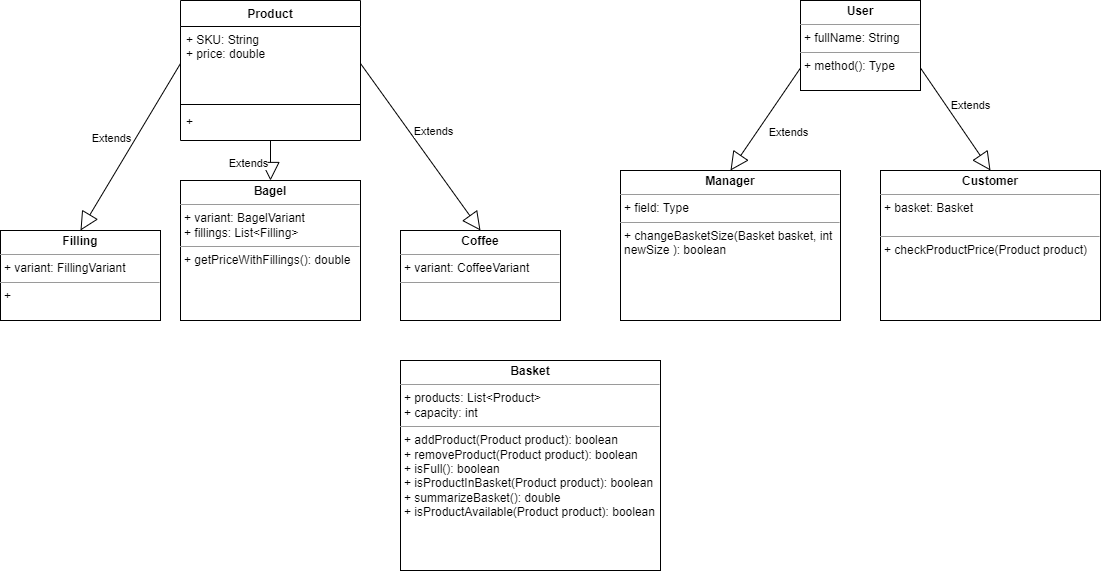 Product
+ SKU: String
+ price: double
+
Extends
Extends
Extends
Filling
+ variant: FillingVariant
+
Bagel
+ variant: BagelVariant
+ fillings: List<Filling>
+ getPriceWithFillings(): double
Coffee
+ variant: CoffeeVariant
User
+ fullName: String
+ method(): Type
Extends
Extends
Manager
+ field: Type
+ changeBasketSize(Basket basket, int
newSize ): boolean
Customer
+ basket: Basket
+ checkProductPrice(Product product)
Basket
+ products: List<Product>
+ capacity: int
+ addProduct(Product product): boolean
+ removeProduct(Product product): boolean
+ isFull(): boolean
+ isProductInBasket(Product product): boolean
+ summarizeBasket(): double
+ isProductAvailable(Product product): boolean